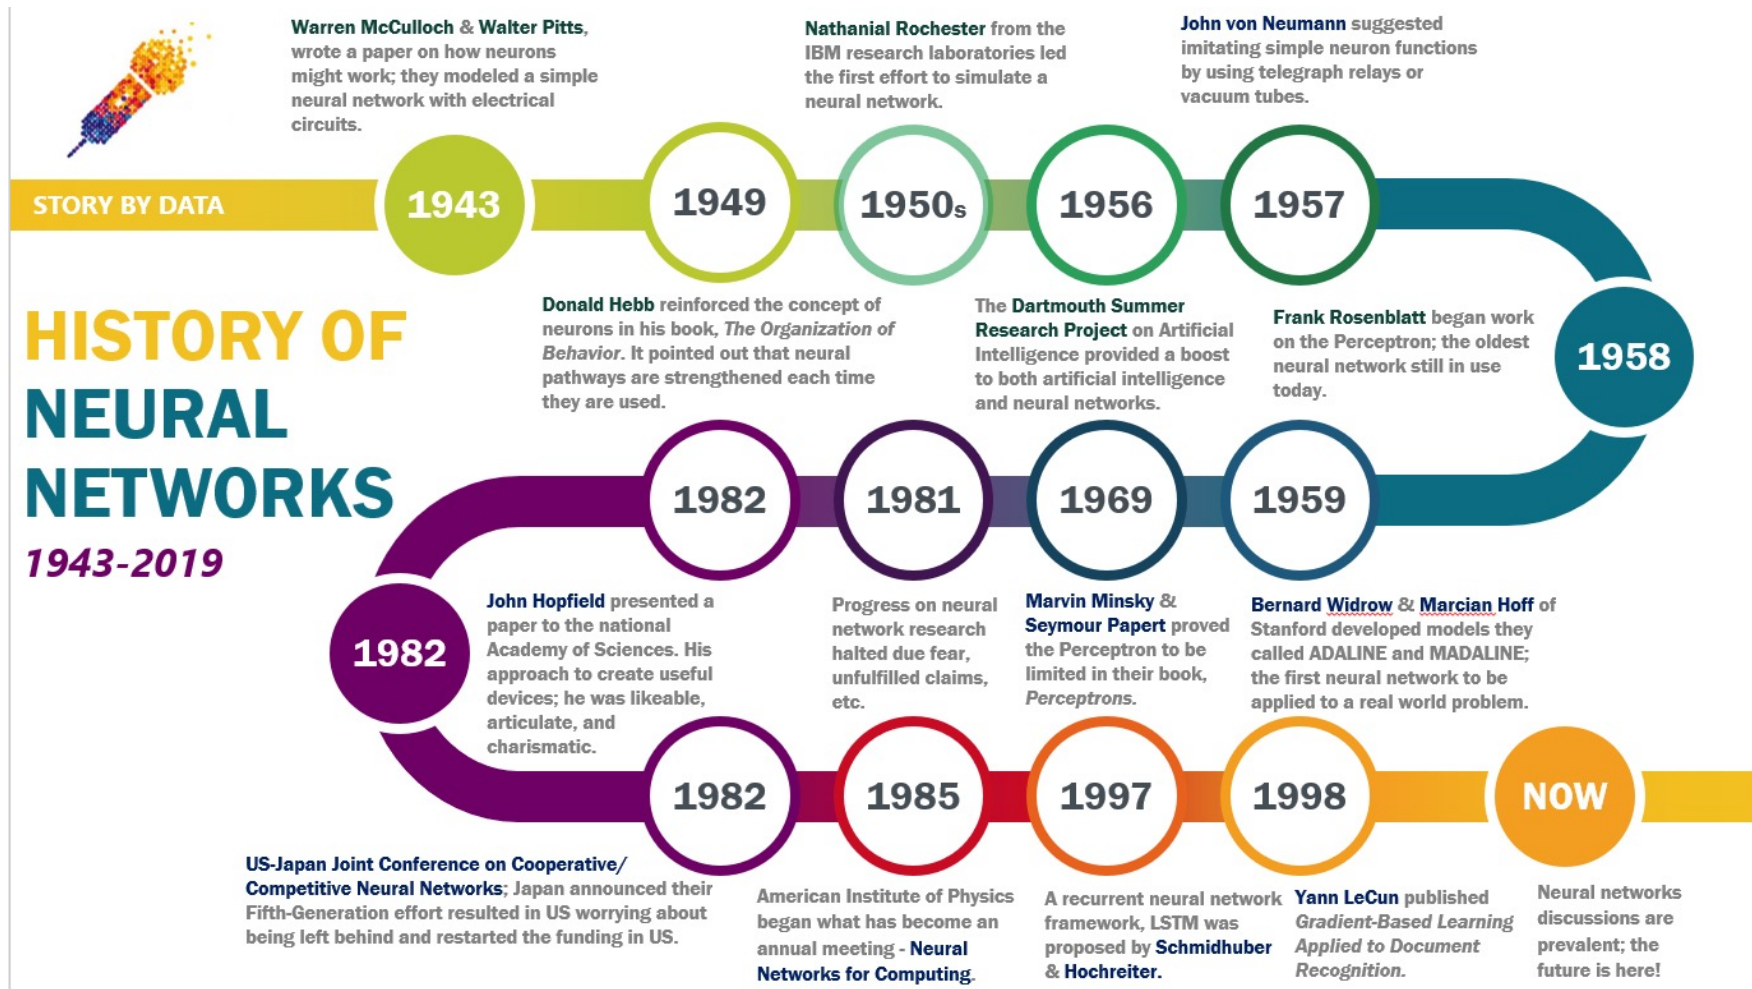 Warren McCulloch & Walter Pitts,
wrote a paper on how neurons
might work; they modeled a simple
neural network with electrical
circuits.
Nathanial Rochester from the
IBM research laboratories led
the first effort to simulate a
neural network.
John von Neumann suggested
imitating simple neuron functions
by using telegraph relays or
vacuum tubes.
STORY BY DATA
1943
1949
1950s
1956
1957
HISTORY OF
NEURAL
NETWORKS
1943-2019
Donald Hebb reinforced the concept of
neurons in his book, The Organization of
Behavior. It pointed out that neural
pathways are strengthened each time
they are used.
The Dartmouth Summer
Research Project on Artificial
Intelligence provided a boost
to both artificial intelligence
and neural networks.
Frank Rosenblatt began work
on the Perceptron; the oldest
neural network still in use
today.
1958
1982
1981
1969
1959
1982
John Hopfield presented a
paper to the national
Academy of Sciences. His
approach to create useful
devices; he was likeable,
articulate, and
charismatic.
Progress on neural
network research
halted due fear,
unfulfilled claims,
etc.
Marvin Minsky &
Seymour Papert proved
the Perceptron to be
limited in their book,
Perceptrons.
Bernard Widrow & Marcian Hoff of
Stanford developed models they
called ADALINE and MADALINE;
the first neural network to be
applied to a real world problem.
1982
1985
1997
1998
NOW
US-Japan Joint Conference on Cooperative/
Competitive Neural Networks; Japan announced their
Fifth-Generation effort resulted in US worrying about
being left behind and restarted the funding in US.
American Institute of Physics
began what has become an
annual meeting - Neural
Networks for Computing.
A recurrent neural network
framework, LSTM was
proposed by Schmidhuber
& Hochreiter.
Yann LeCun published
Gradient-Based Learning
Applied to Document
Recognition.
Neural networks
discussions are
prevalent; the
future is here!